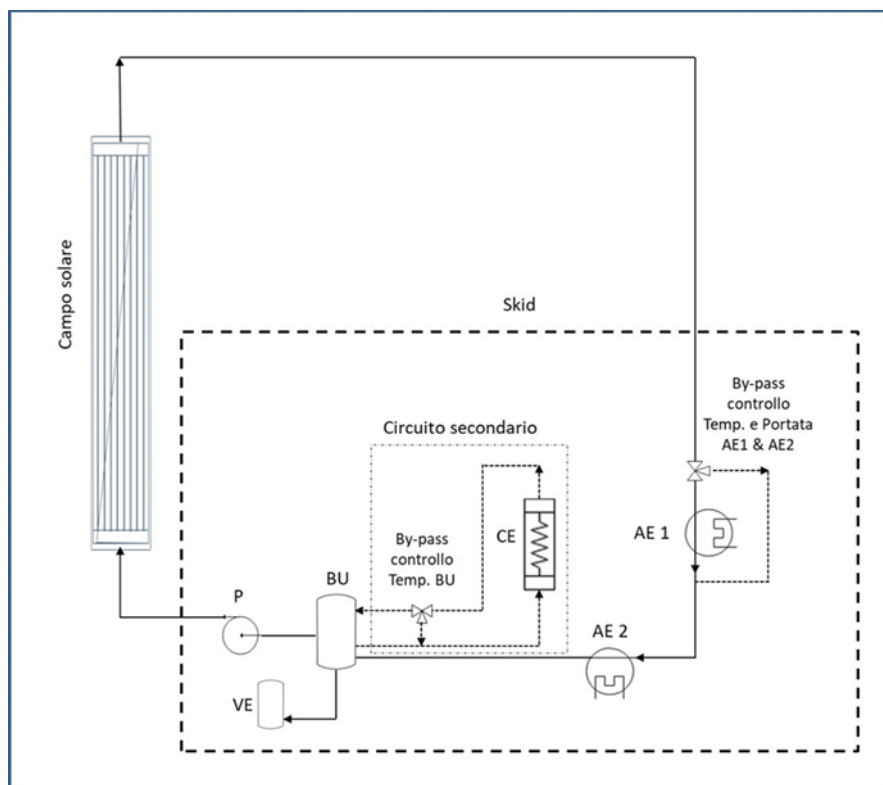 Campo solare
Skid
By-pass
controllo
Temp. e Portata
AE1 & AE2
Circuito secondario
By-pass
controllo
Temp. BU
CE
AE 1
BU
P
AE 2
VE